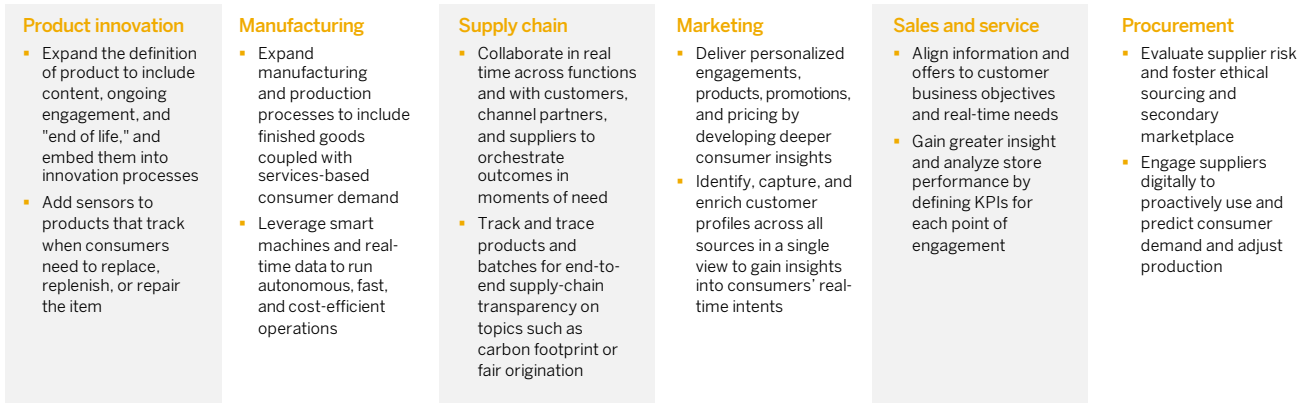 Product innovation
▪ Expand the definition
of product to include
content, ongoing
engagement, and
"end of life," and
embed them into
innovation processes
▪ Add sensors to
products that track
when consumers
need to replace,
replenish, or repair
the item
Manufacturing
▪ Expand
manufacturing
and production
processes to include
finished goods
coupled with
services-based
consumer demand
▪ Leverage smart
machines and real-
time data to run
autonomous, fast,
and cost-efficient
operations
Supply chain
▪ Collaborate in real
time across functions
and with customers,
channel partners,
and suppliers to
orchestrate
outcomes in
moments of need
▪ Track and trace
products and
batches for end-to-
end supply-chain
transparency on
topics such as
carbon footprint or
fair origination
Marketing
▪ Deliver personalized
engagements,
products, promotions,
and pricing by
developing deeper
consumer insights
▪ Identify, capture, and
enrich customer
profiles across all
sources in a single
view to gain insights
into consumers’ real-
time intents
Sales and service
▪ Align information and
offers to customer
business objectives
and real-time needs
▪ Gain greater insight
and analyze store
performance by
defining KPIs for
each point of
engagement
Procurement
▪ Evaluate supplier risk
and foster ethical
sourcing and
secondary
marketplace
▪ Engage suppliers
digitally to
proactively use and
predict consumer
demand and adjust
production